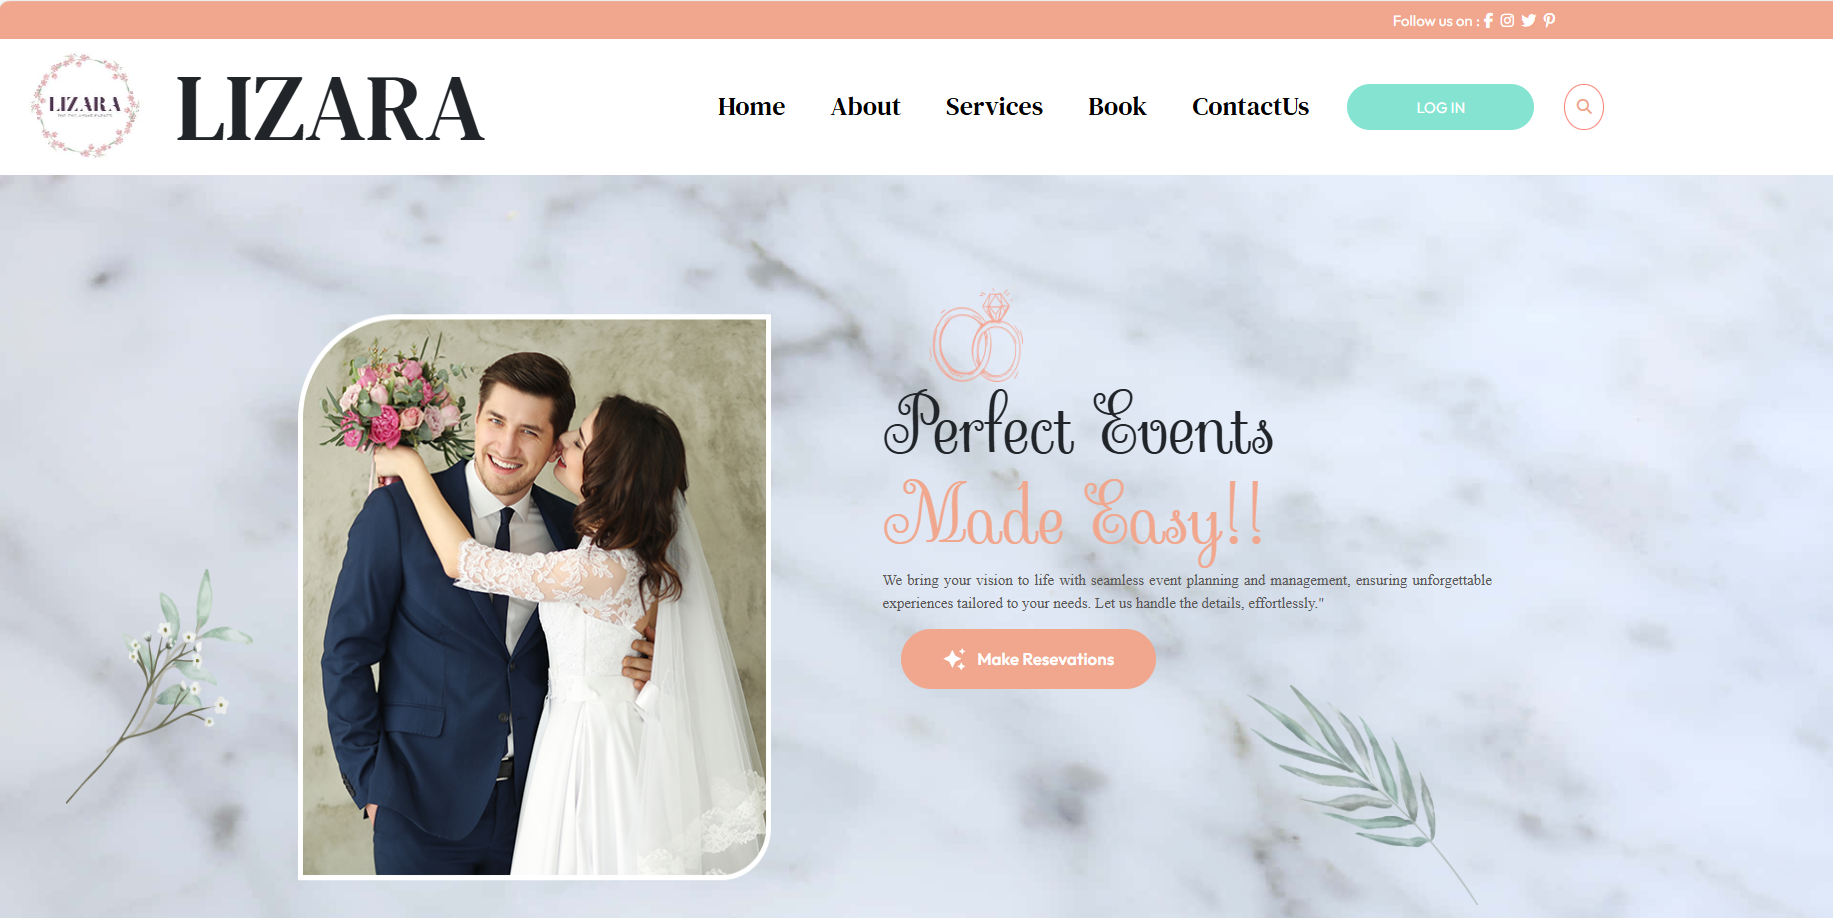 Follow us on :
LIZARA
LIZARA
Home About Services Book ContactUs LOG IN
Perfect Events
Made Easy!!
We bring your vision to life with seamless event planning and management, ensuring unforgettable
experiences tailored to your needs. Let us handle the details, effortlessly."
Make Resevations